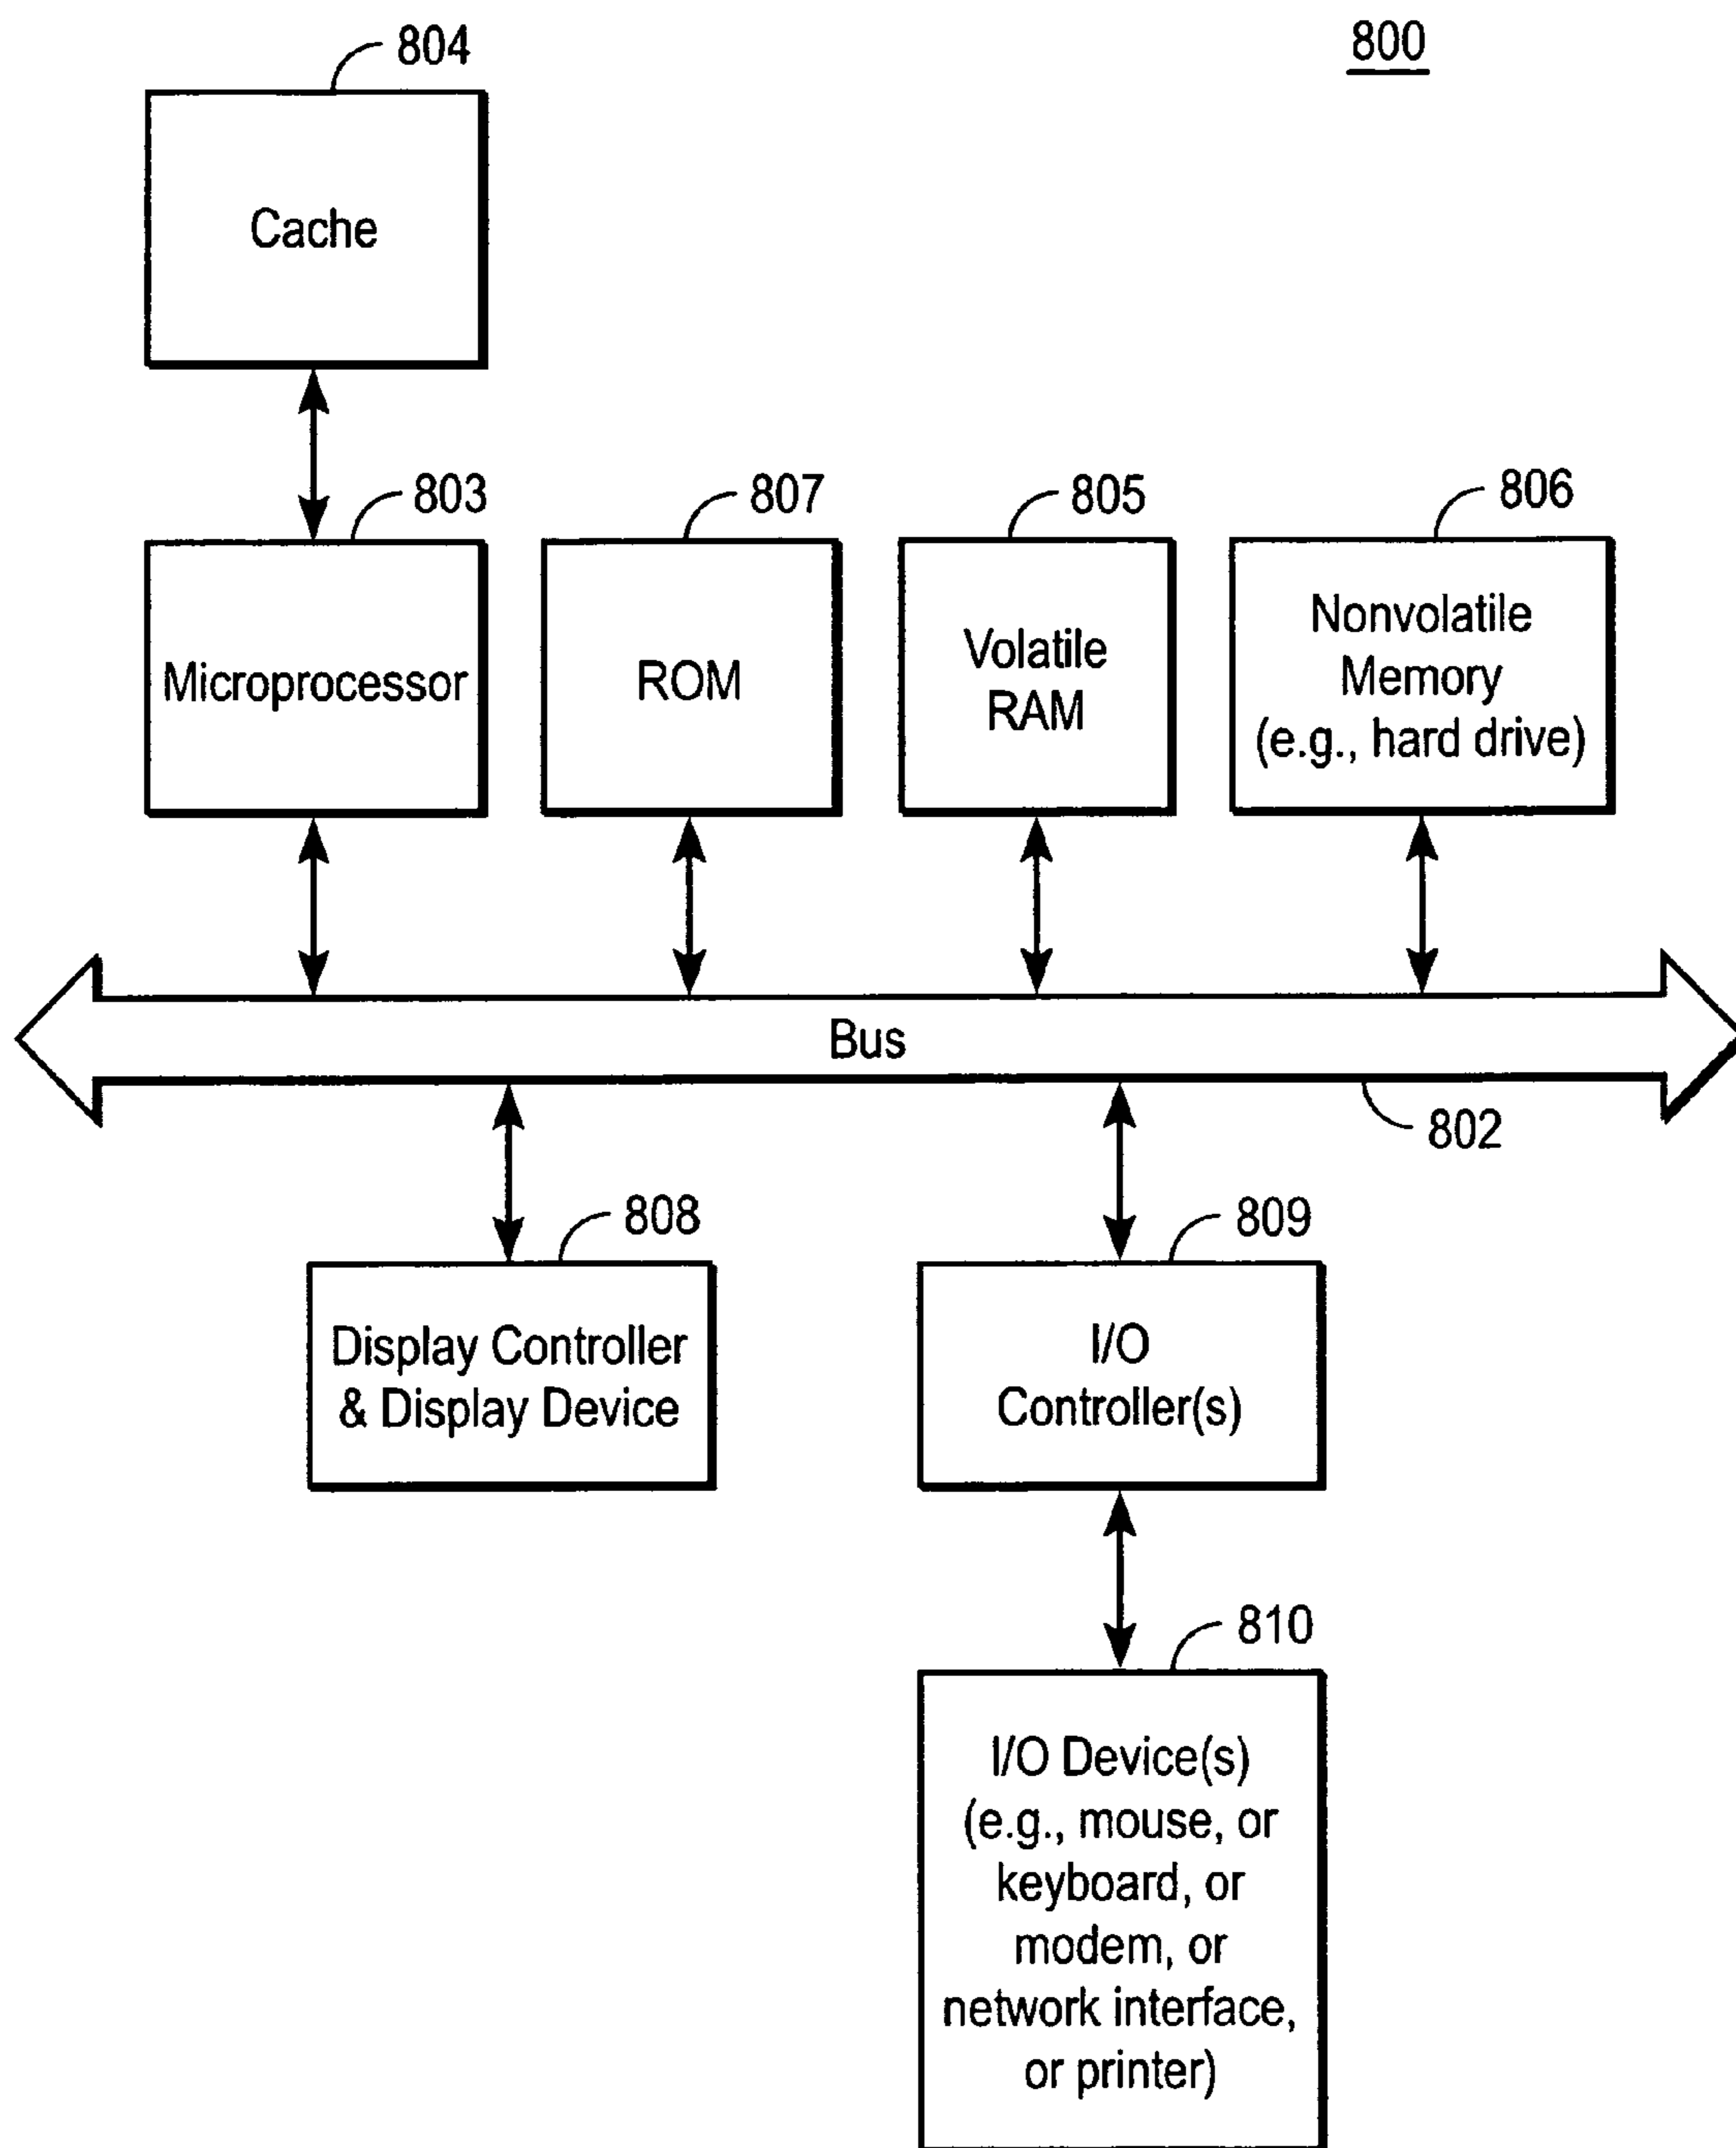 804
800
Cache
803
807
805
806
Microprocessor
ROM
Volatile
RAM
Nonvolatile
Memory
(e.g., hard drive)
Bus
802
808
809
Display Controller
& Display Device
I/O
Controller(s)
810
I/O Device(s)
(e.g., mouse, or
keyboard, or
modem, or
network interface,
or printer)